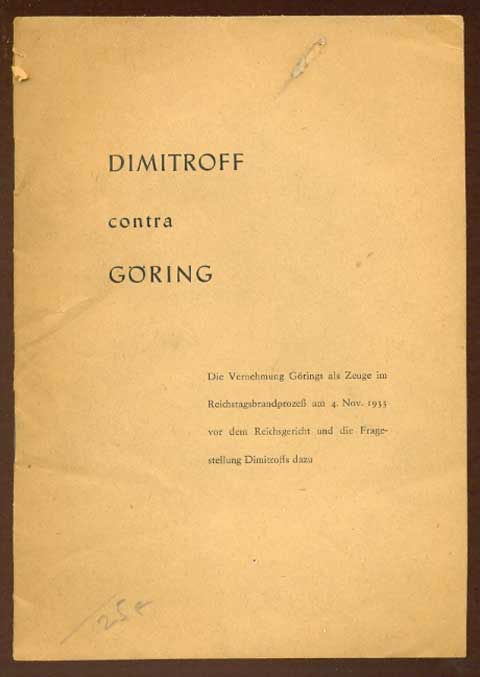 DIMITROFF
contra
GÖRING
Die Vernehmung Görings als Zeuge im
Reichstagsbrandprozeß am 4. Nov. 1933
vor dem Reichsgericht und die Frage-
stellung Dimitroffs dazu